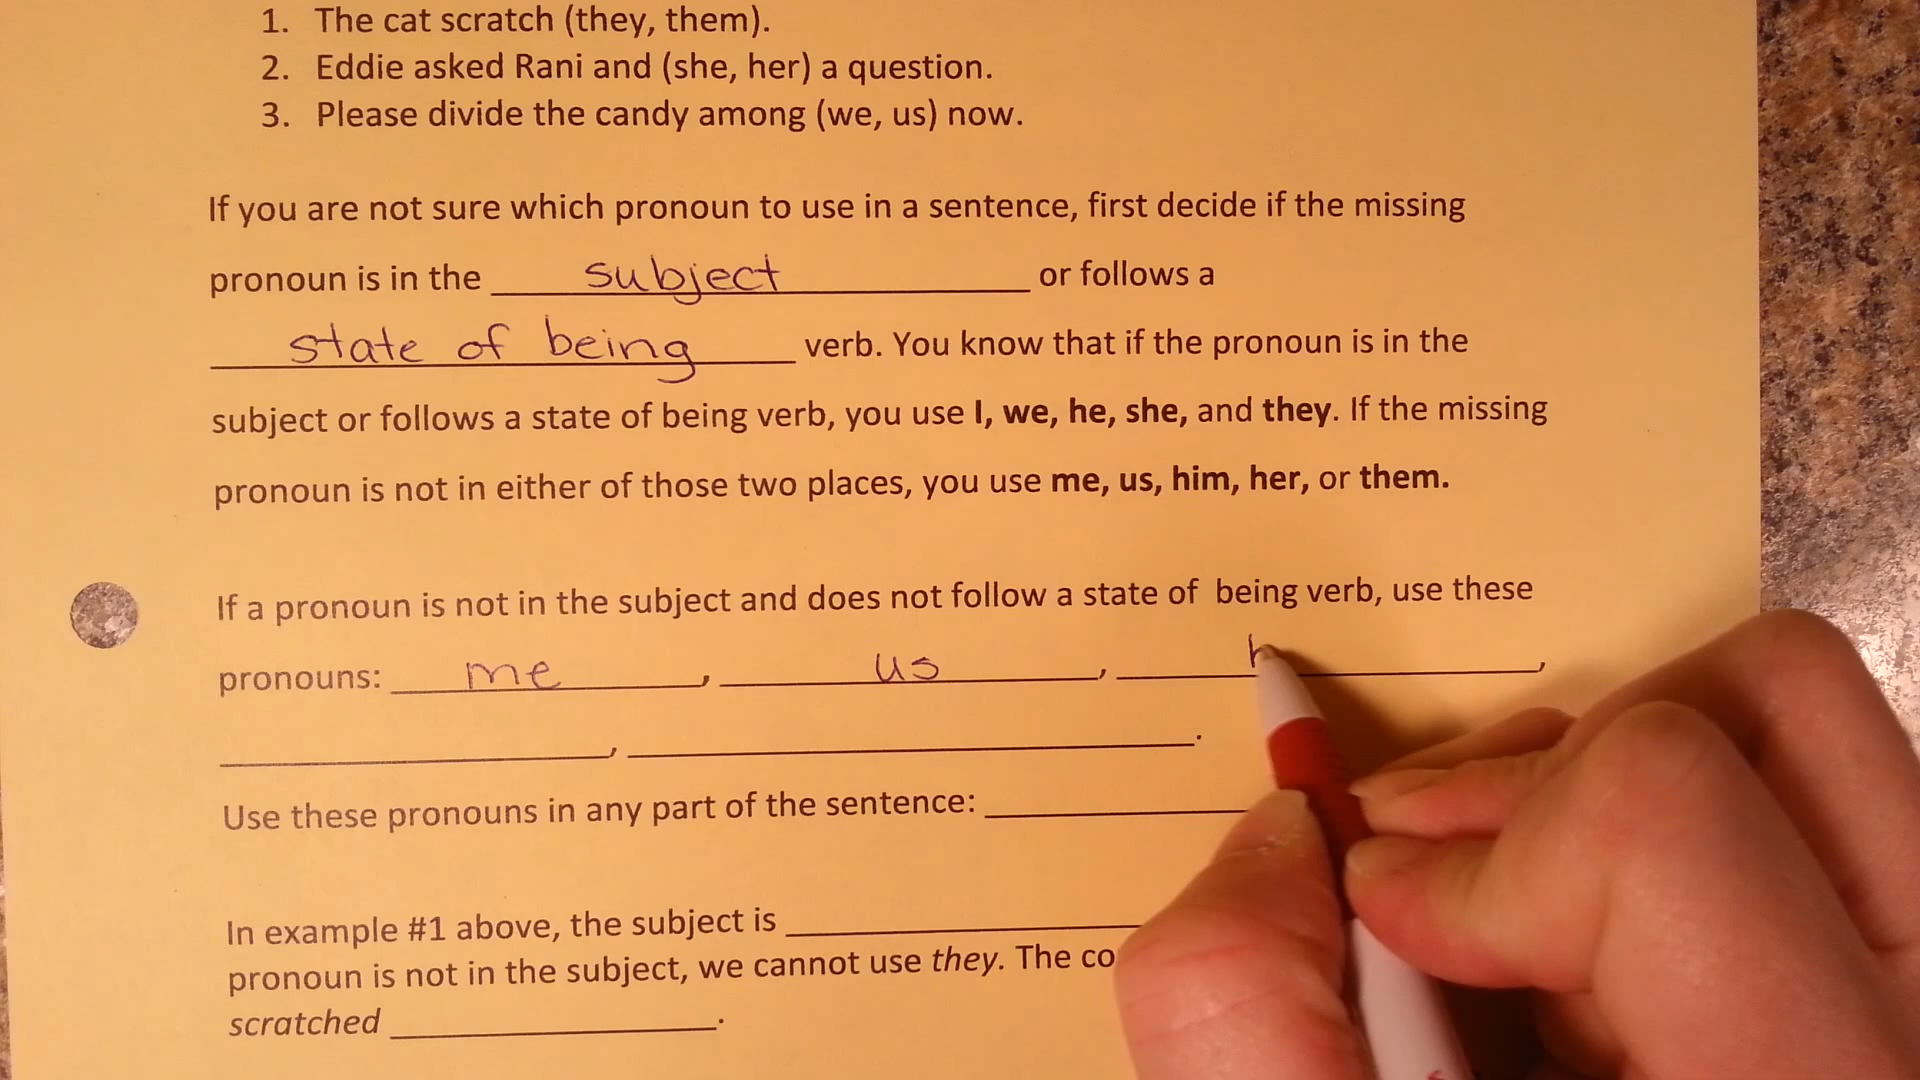 1. The cat scratch (they, them).
2. Eddie asked Rani and (she, her) a question.
3. Please divide the candy among (we, us) now.
If you are not sure which pronoun to use in a sentence, first decide if the missing
pronoun is in the subject or follows a
state of being verb. You know that if the pronoun is in the
subject or follows a state of being verb, you use I, we, he, she, and they. If the missing
pronoun is not in either of those two places, you use me, us, him, her, or them.
If a pronoun is not in the subject and does not follow a state of being verb, use these
pronouns: me, us, h,
, .
Use these pronouns in any part of the sentence:
In example #1 above, the subject is
pronoun is not in the subject, we cannot use they. The co
scratched .